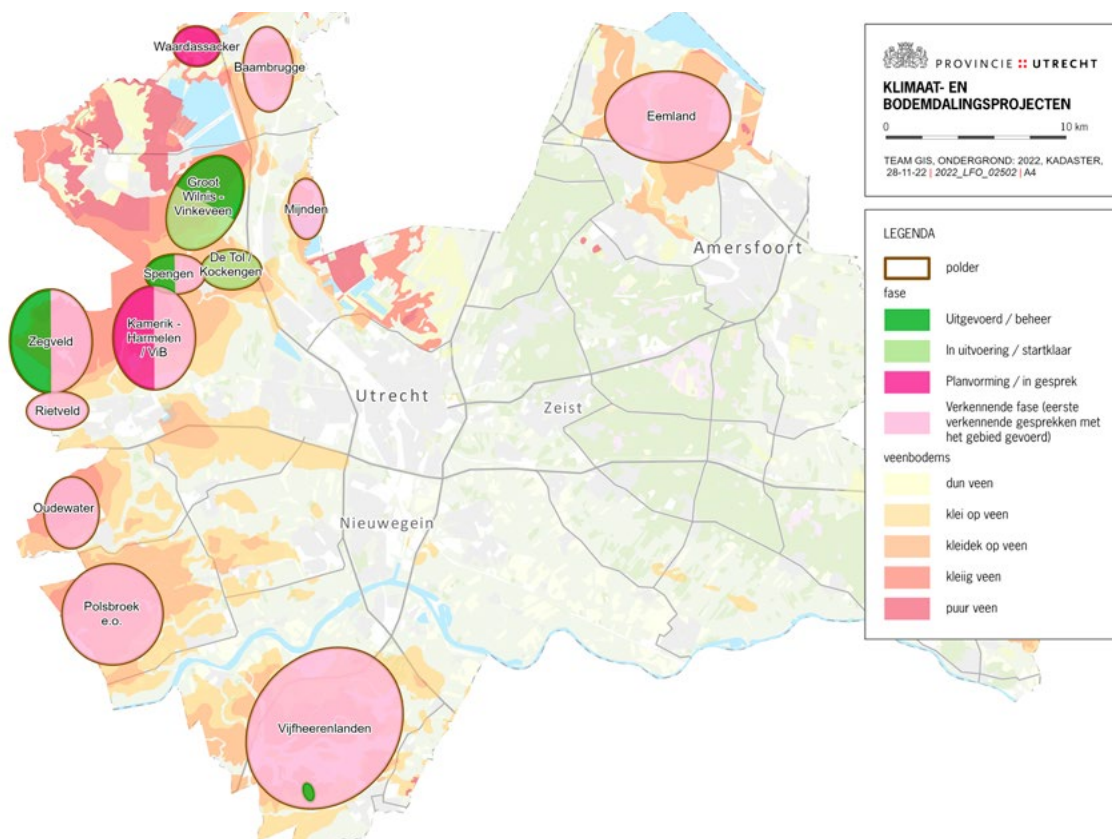 Waardassacker
Baambrugge
Eemland
Groot
Wilnis -
Vinkeveen
Mijnden
De Tol /
Kockengen
Spengen
Amersfoort
Zegveld
Kamerik -
Harmelen
/ ViB
Rietveld
Utrecht
Zeist
Oudewater
Nieuwegein
Polsbroek
e.o.
Vijfheerenlanden
PROVINCIE UTRECHT
KLIMAAT- EN
BODEMDALINGSPROJECTEN
0 10 km
TEAM GIS, ONDERGROND: 2022, KADASTER,
28-11-22 | 2022_LFO_02502 | A4
LEGENDA
polder
fase
Uitgevoerd / beheer
In uitvoering / startklaar
Planvorming / in gesprek
Verkennende fase (eerste
verkennende gesprekken met
het gebied gevoerd)
veenbodems
dun veen
klei op veen
kleidek op veen
kleiig veen
puur veen